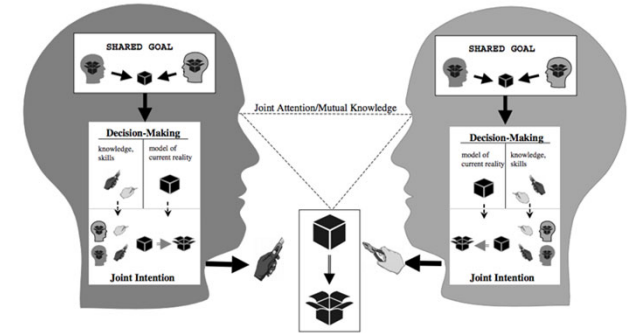 SHARED GOAL
Decision-Making
knowledge,
skills
model of
current reality
Joint Intention
Joint Attention/Mutual Knowledge
SHARED GOAL
Decision-Making
model of
current reality
knowledge,
skills
Joint Intention